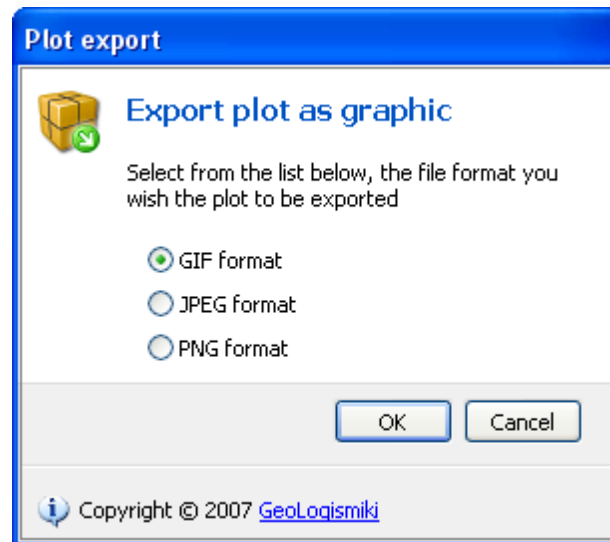 Plot export
Export plot as graphic
Select from the list below, the file format you
wish the plot to be exported
GIF format
JPEG format
PNG format
OK Cancel
Copyright © 2007 GeoLogismiki